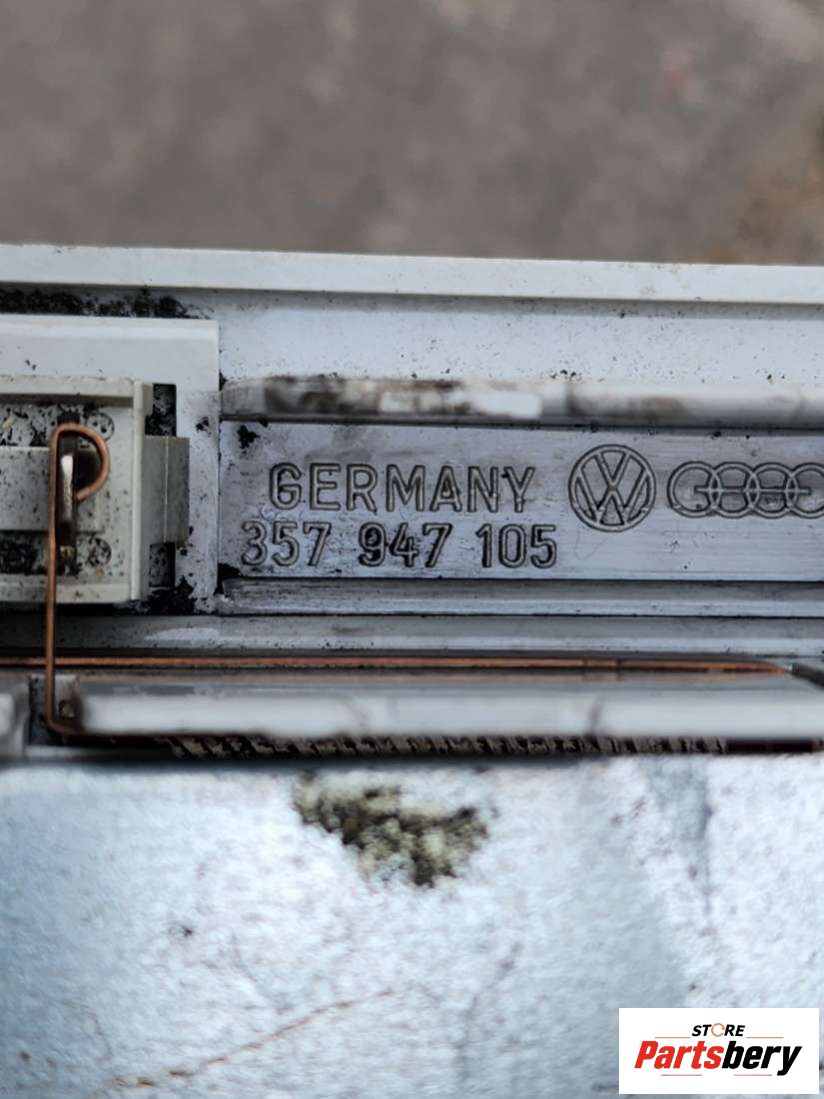 GERMANY
357 947 105
STORE
Partsbery